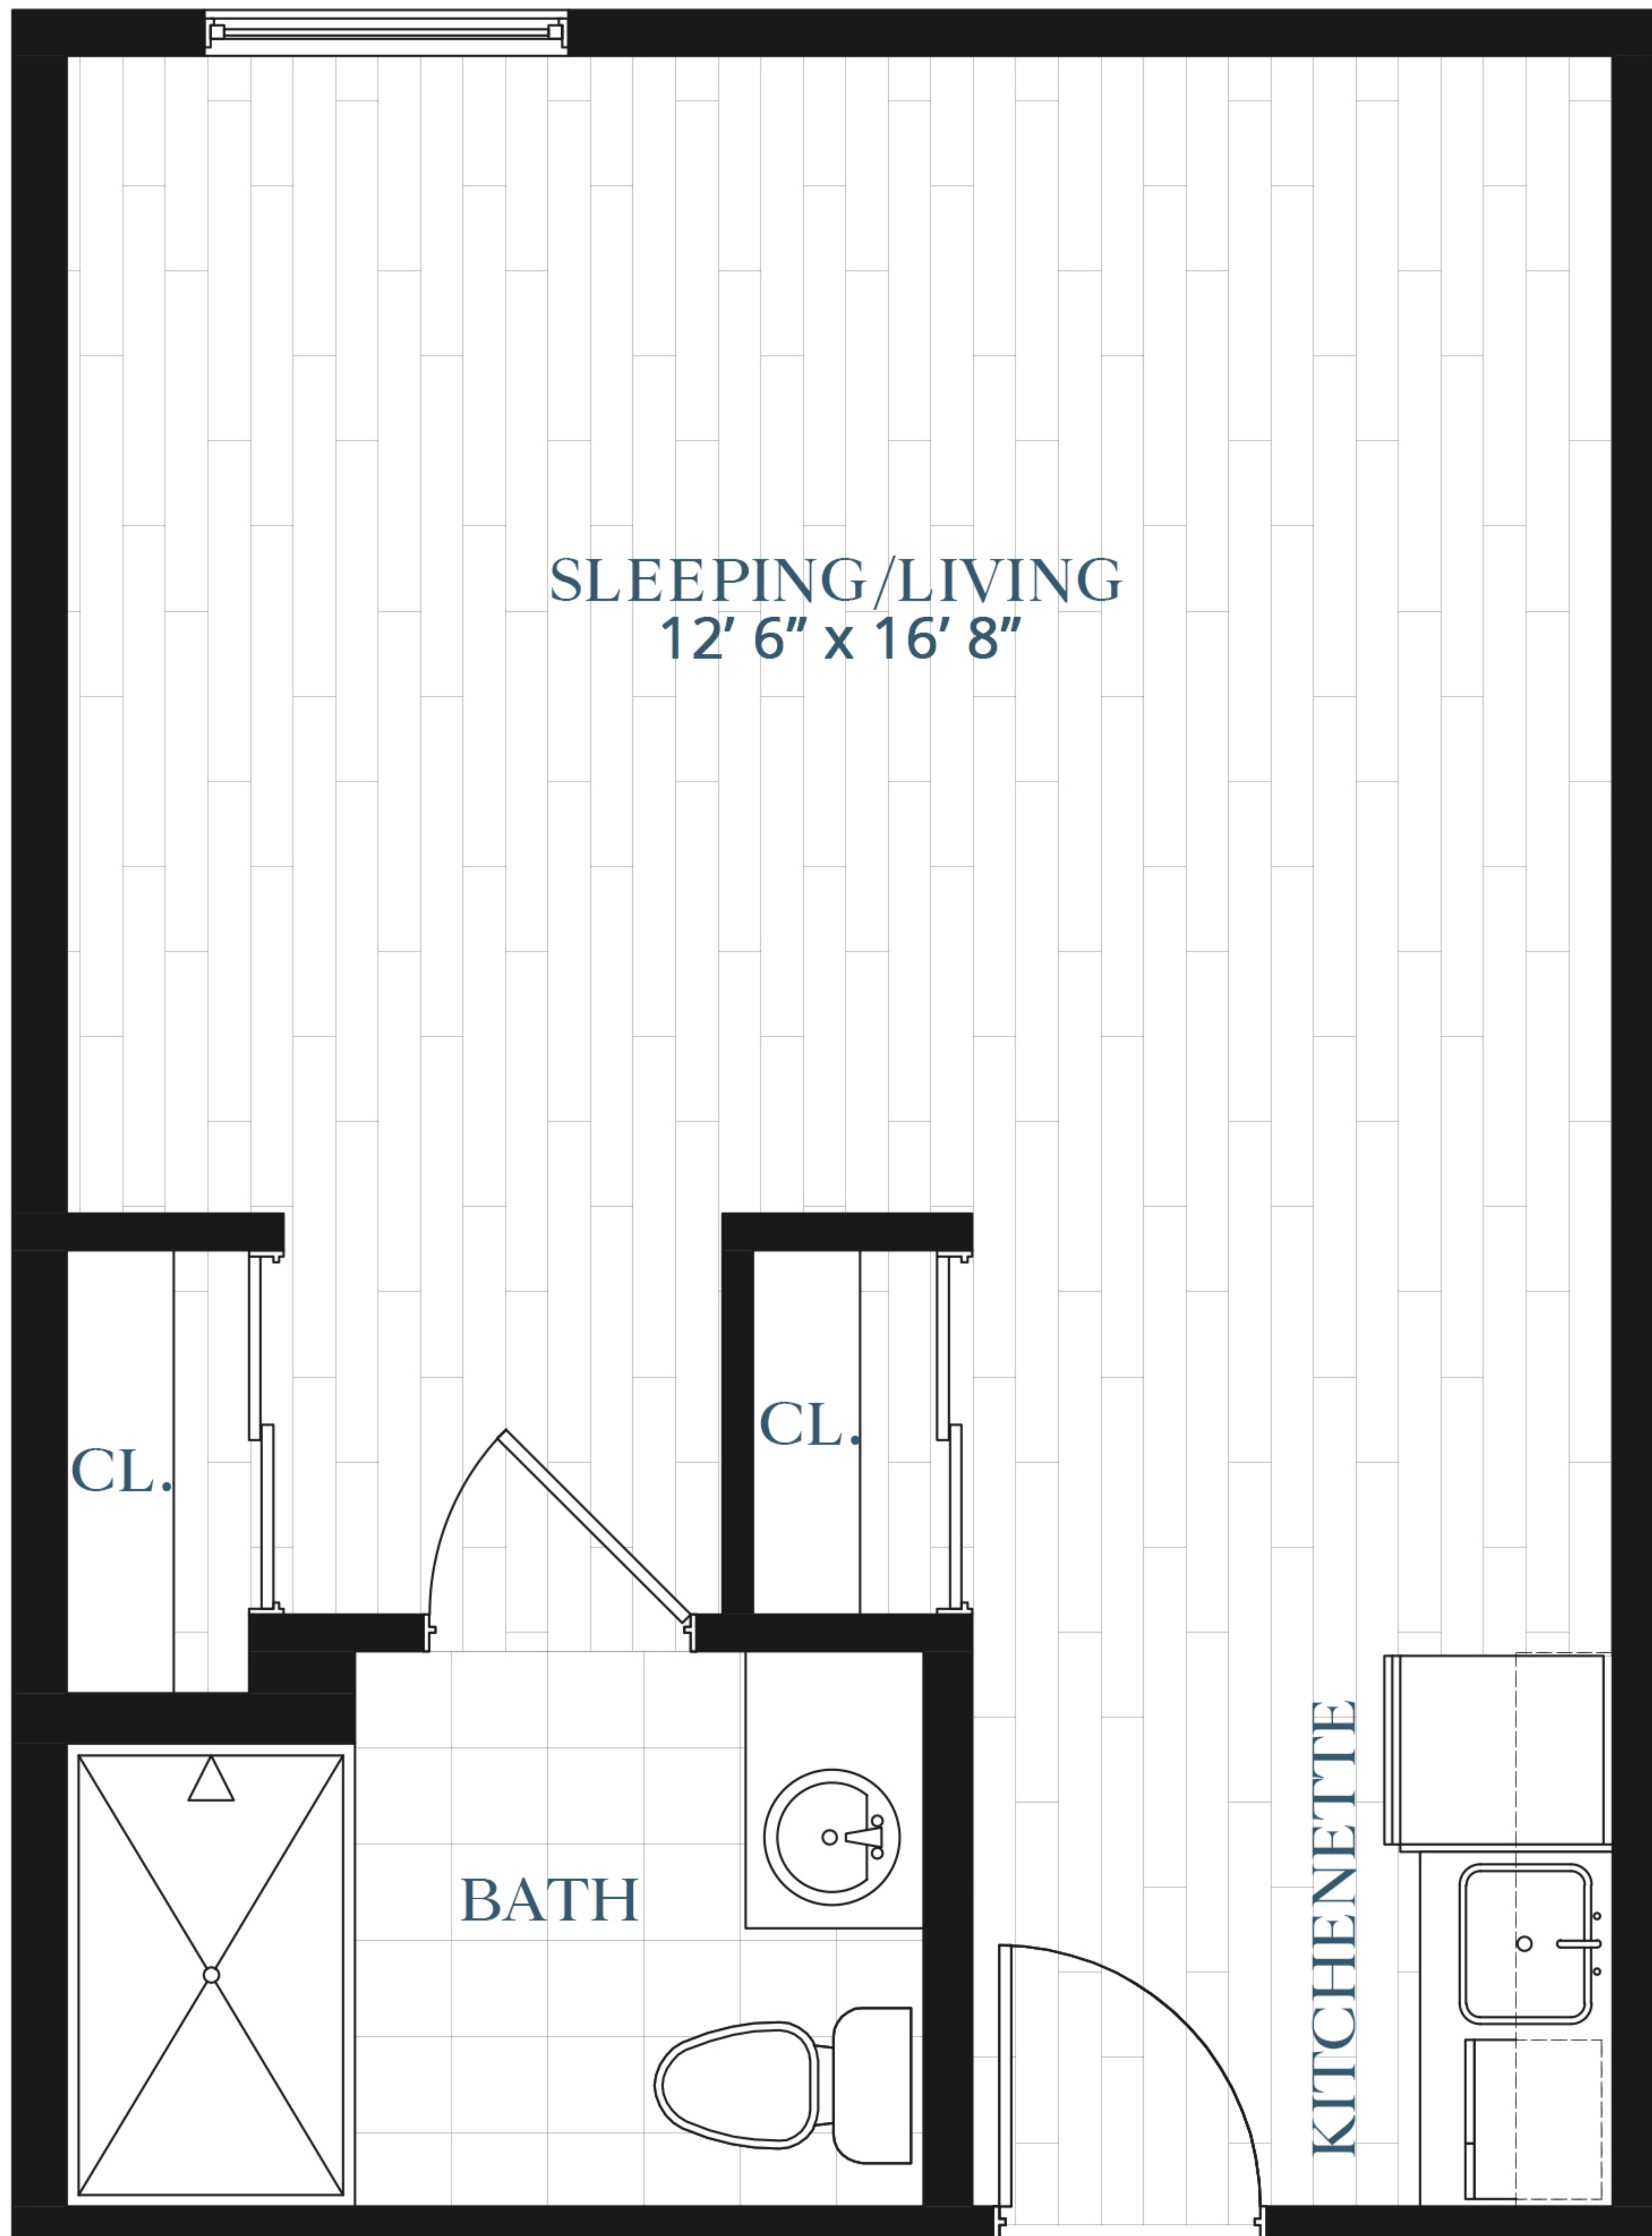 SLEEPING/LIVING
12’ 6” x 16’ 8”
CL.
CL.
BATH
KITCHENETTE